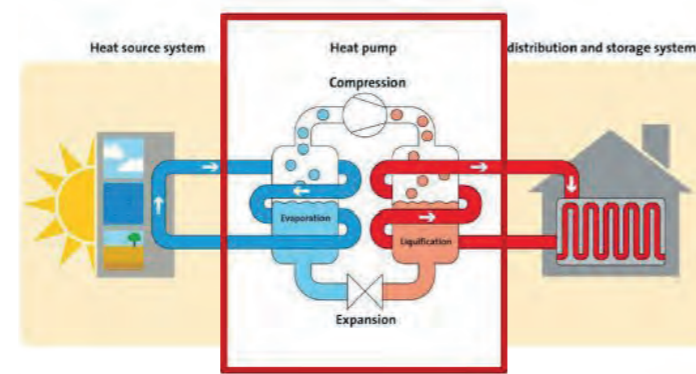 Heat source system
Heat pump
distribution and storage system
Compression
Evaporation
Liquification
Expansion